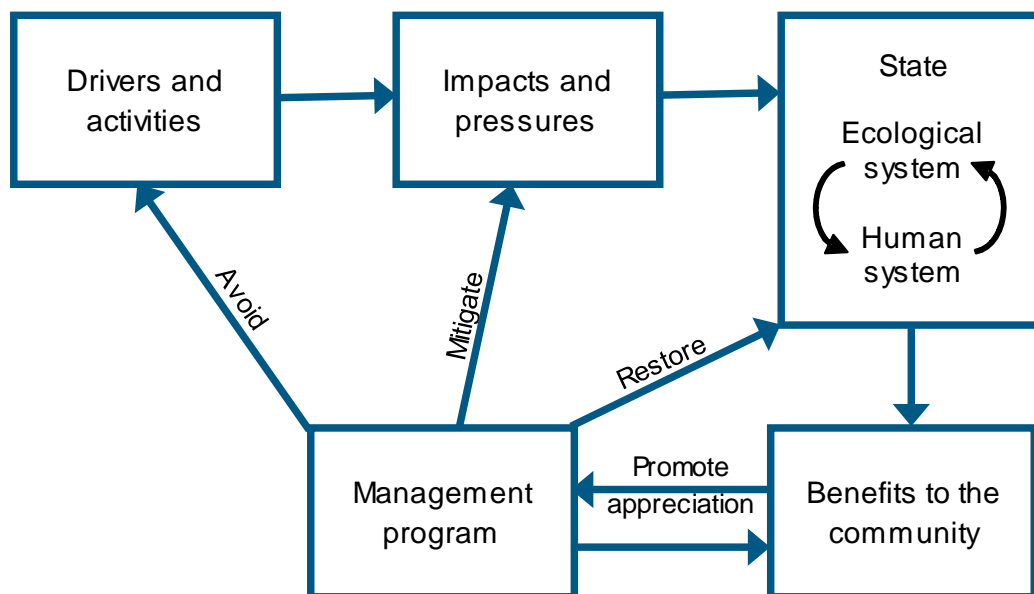 Drivers and
activities
Impacts and
pressures
State
Ecological
system
Human
system
Avoid
Mitigate
Restore
Management
program
Promote
appreciation
Benefits to the
community